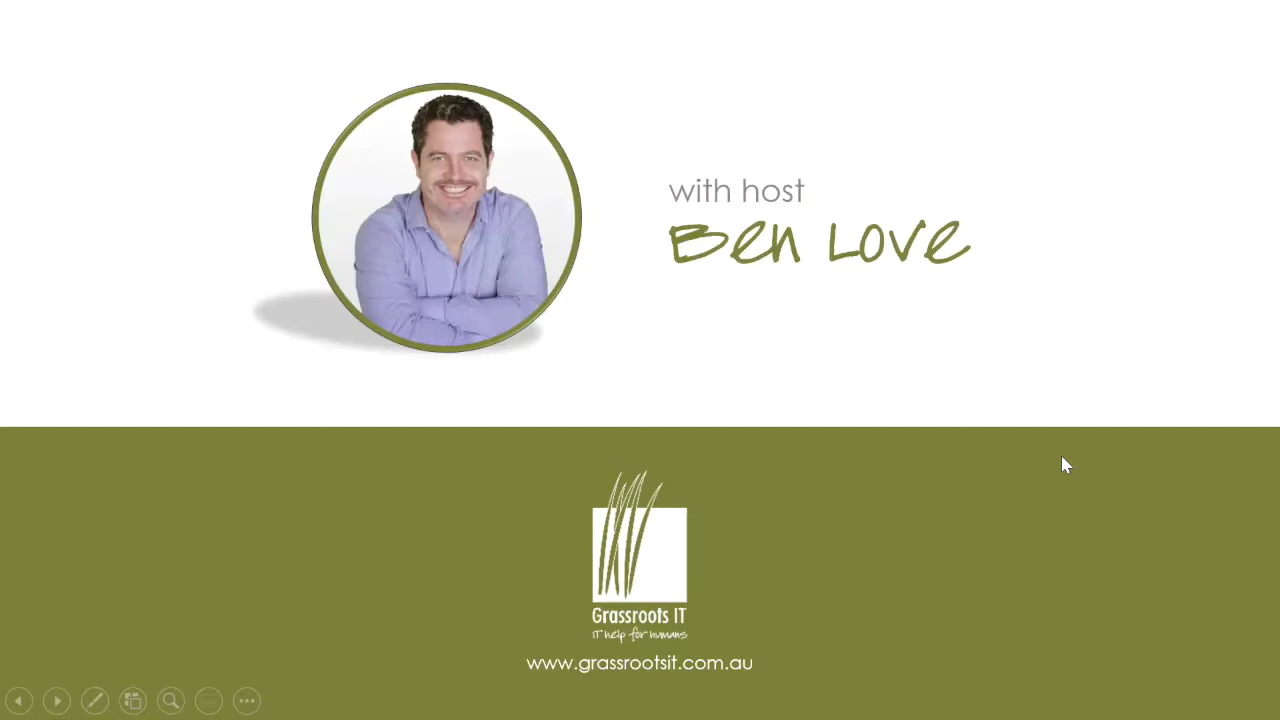 with host
Ben Love
Grassroots IT
IT help for humans
www.grassrootsit.com.au